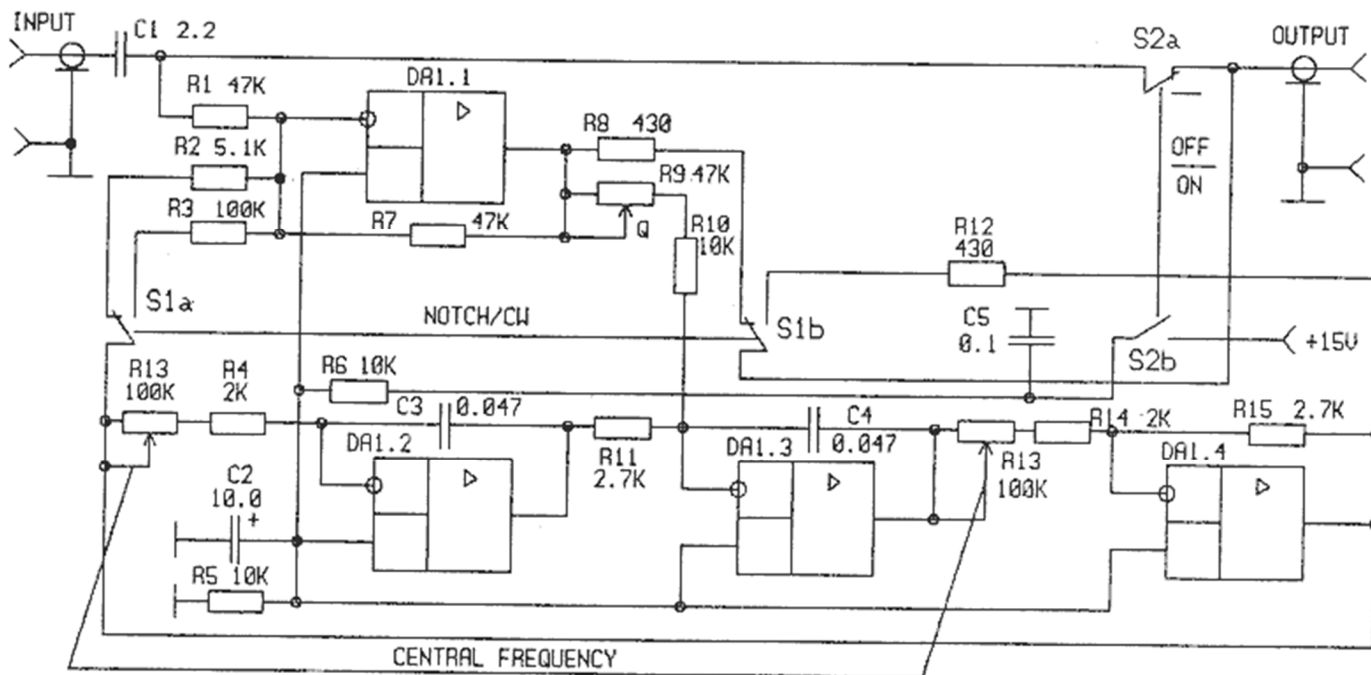 INPUT
C1 2.2
S2a
OUTPUT
R1 47K
DA1.1
R2 5.1K
R3 100K
R8 430
R9 47K
OFF
ON
R7 47K
Q
R10
10K
R12
430
S1a
NOTCH/CW
S1b
C5
0.1
S2b
+15V
R13
100K
R4
2K
R6 10K
C3 0.047
C4
0.047
R14 2K
R15 2.7K
DA1.2
R11
2.7K
DA1.3
R13
100K
DA1.4
C2
10.0
+
R5 10K
CENTRAL FREQUENCY